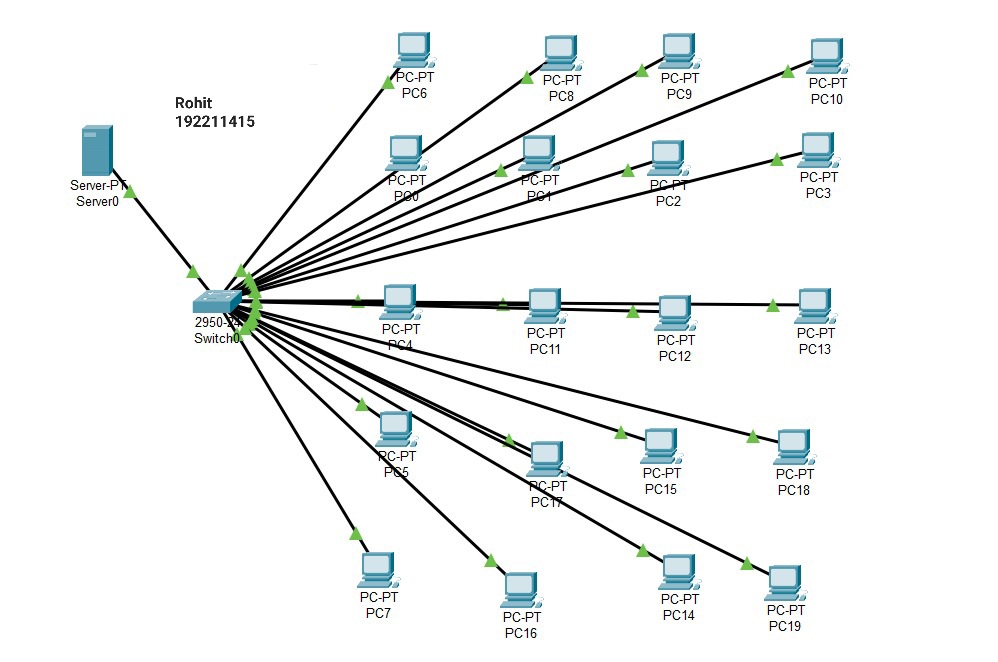 PC-PT
PC6
PC-PT
PC8
PC-PT
PC9
PC-PT
PC10
Rohit
192211415
Server-PT
Server0
PC-PT
PC0
PC-PT
PC1
PC-PT
PC2
PC-PT
PC3
2950-24
Switch0
PC-PT
PC4
PC-PT
PC11
PC-PT
PC12
PC-PT
PC13
PC-PT
PC5
PC-PT
PC17
PC-PT
PC15
PC-PT
PC18
PC-PT
PC7
PC-PT
PC16
PC-PT
PC14
PC-PT
PC19